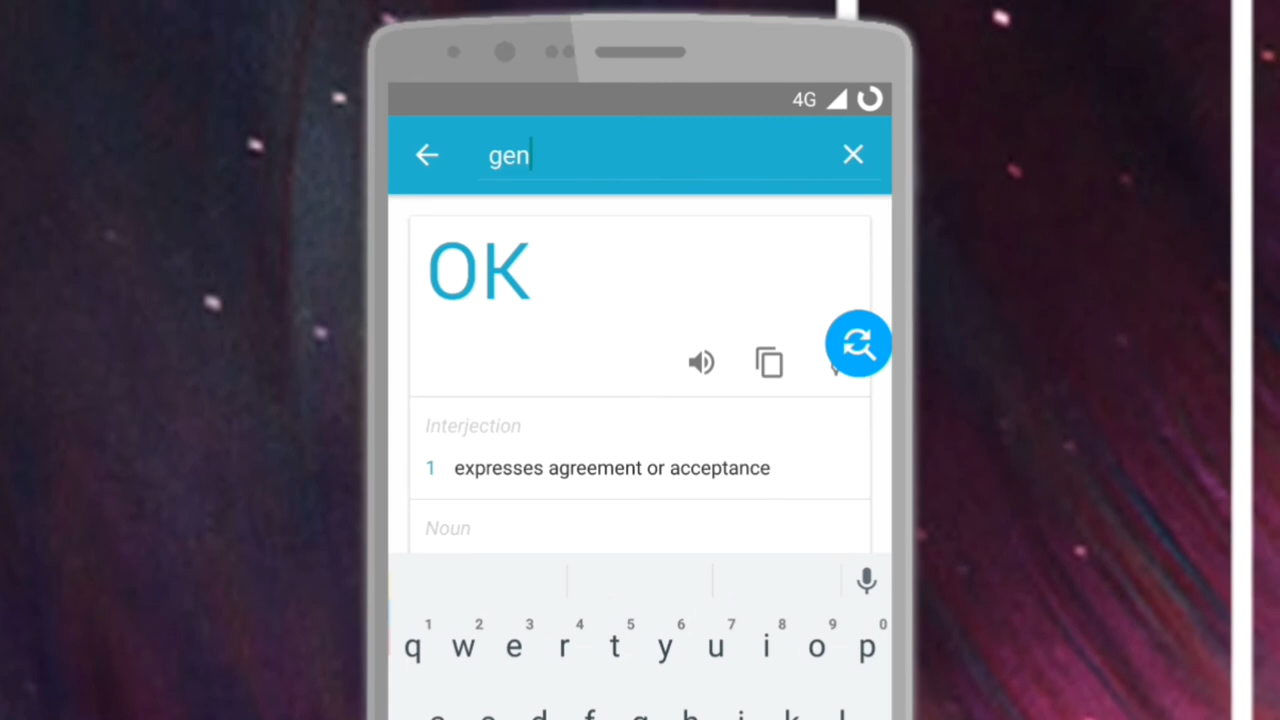 4G
gen
OK
Interjection
1 expresses agreement or acceptance
Noun
1 2 3 4 5 6 7 8 9 0
q w e r t y u i o p